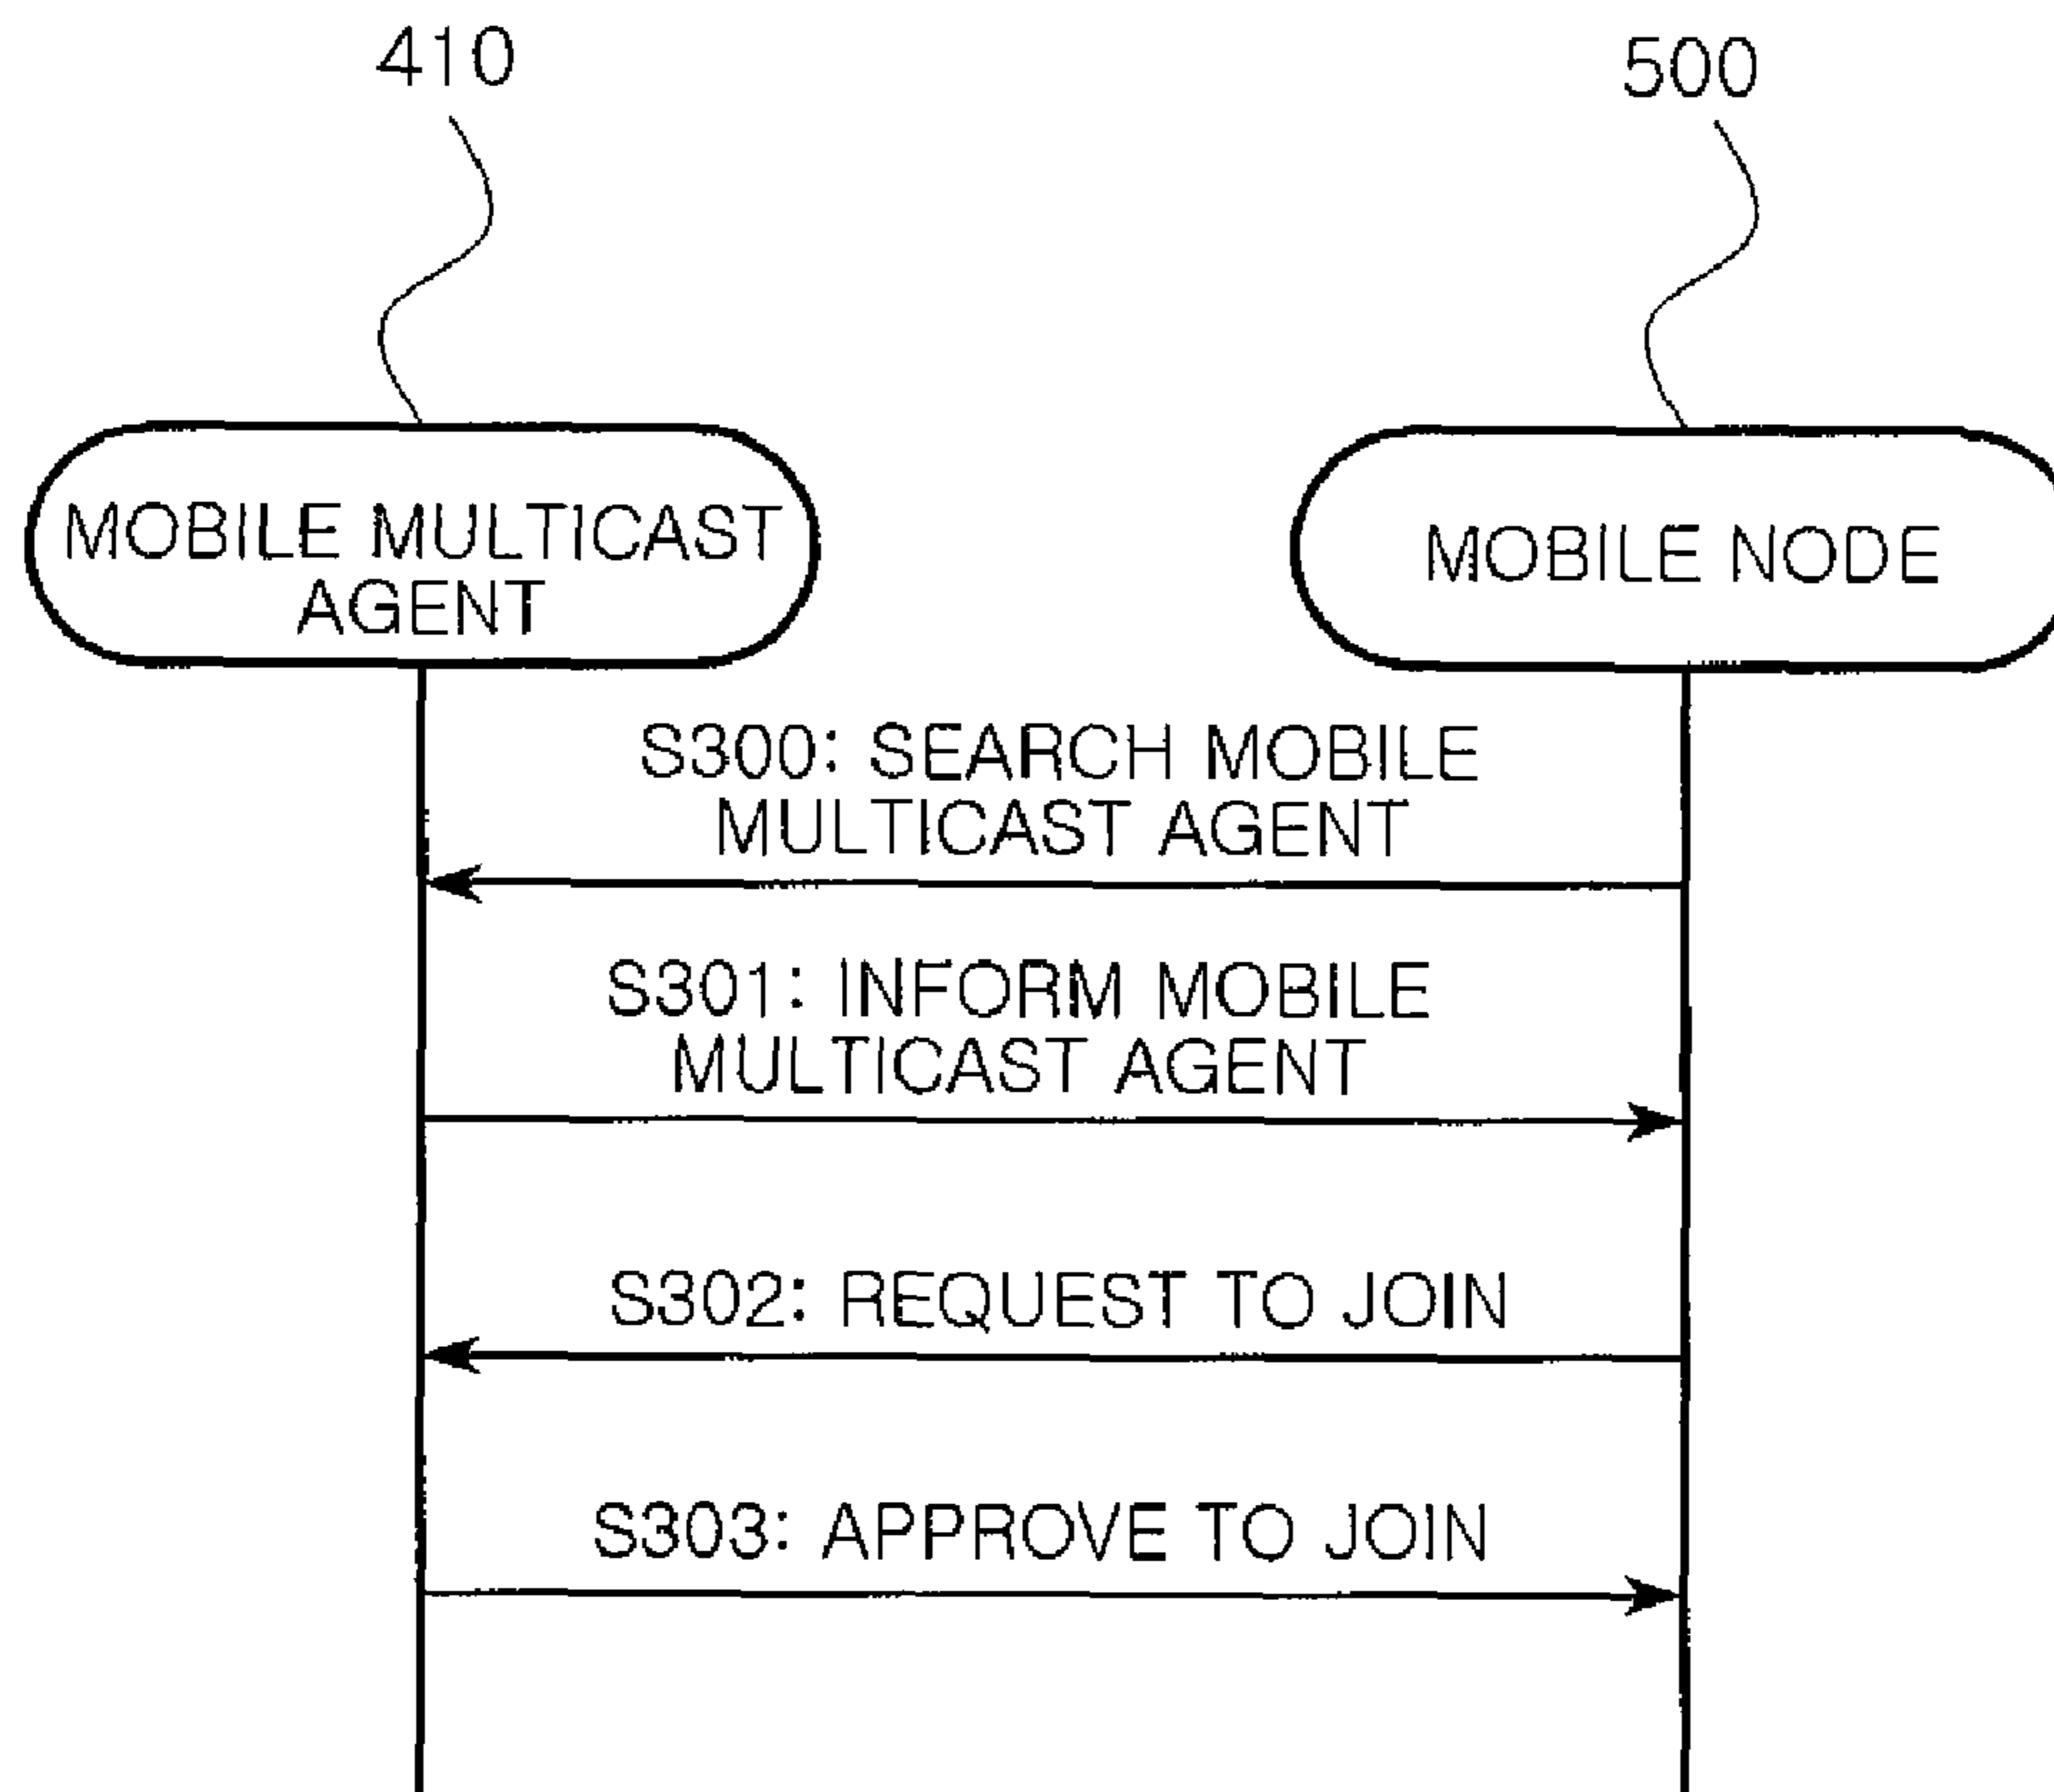 410
500
MOBILE MULTICAST
AGENT
MOBILE NODE
S300: SEARCH MOBILE
MULTICAST AGENT
S301: INFORM MOBILE
MULTICAST AGENT
S302: REQUEST TO JOIN
S303: APPROVE TO JOIN